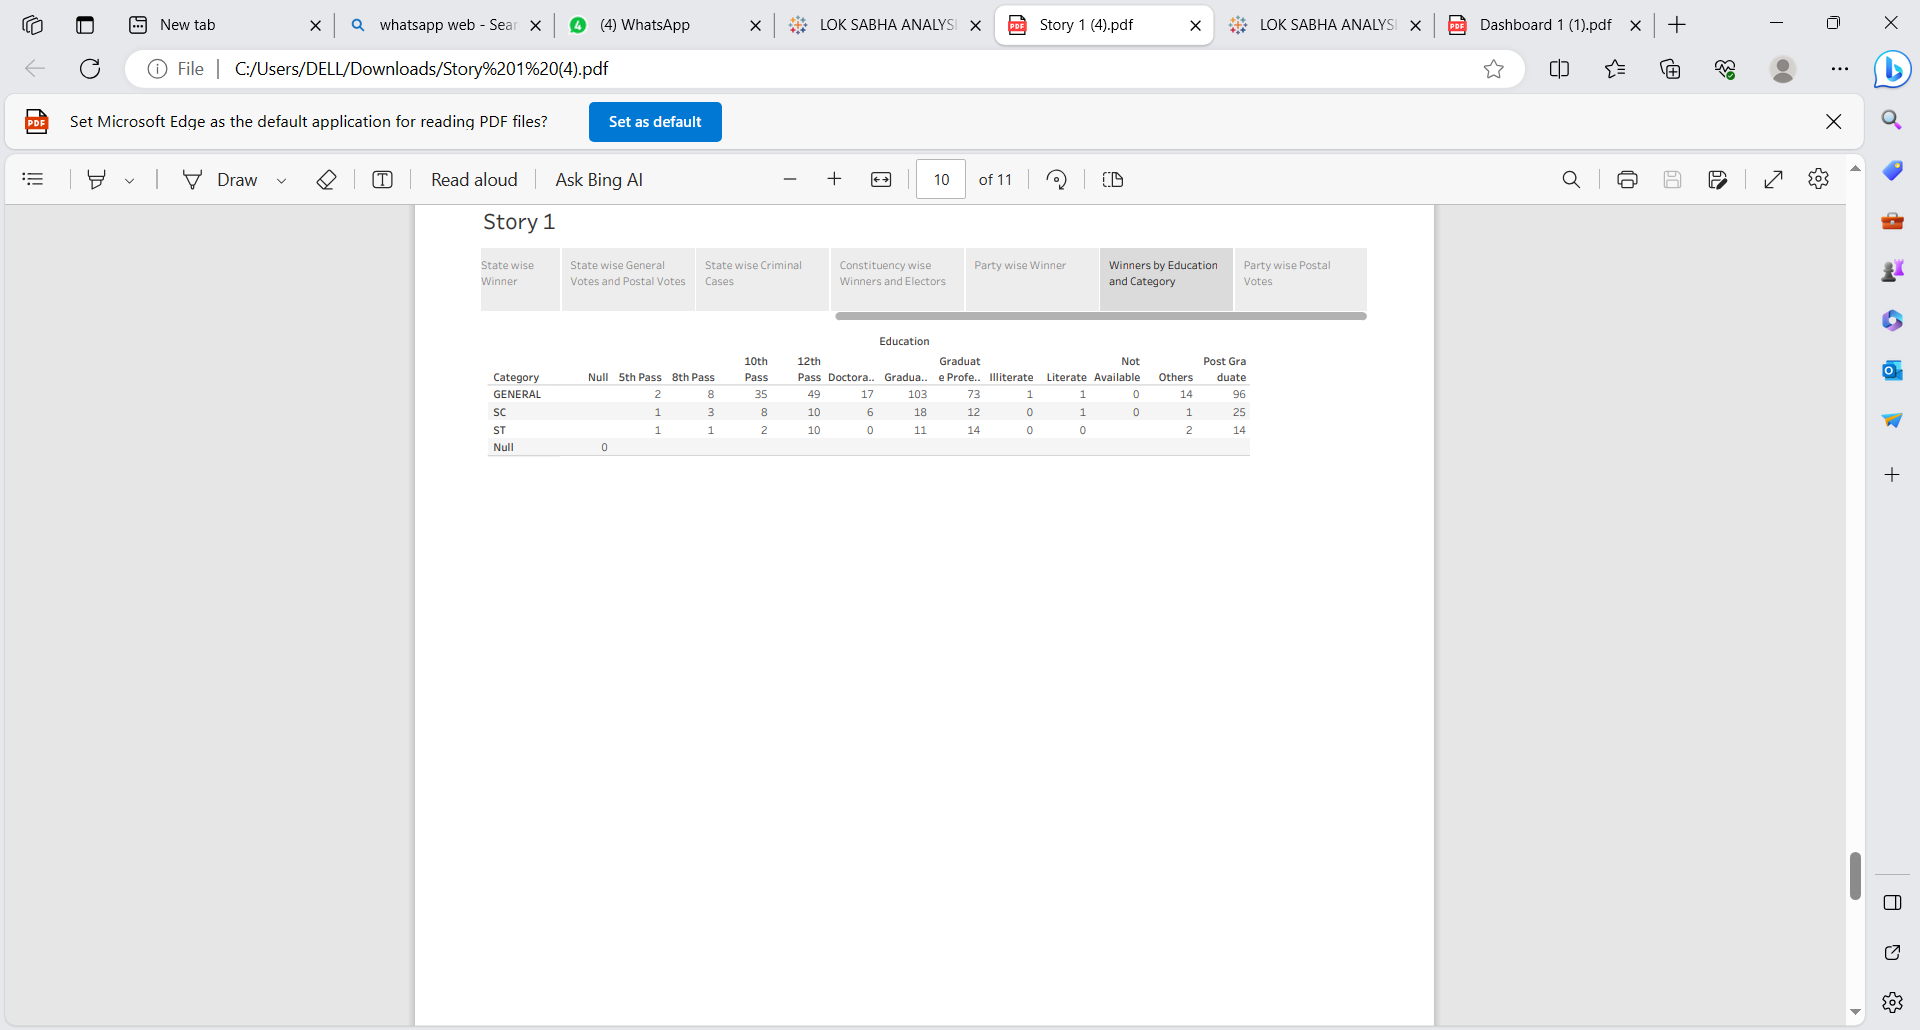 New tab
whatsapp web - Sear
(4) WhatsApp
LOK SABHA ANALYSI
Story 1 (4).pdf
LOK SABHA ANALYSI
Dashboard 1 (1).pdf
File
C:/Users/DELL/Downloads/Story%201%20(4).pdf
Set Microsoft Edge as the default application for reading PDF files?
Set as default
Draw
Read aloud
Ask Bing AI
10 of 11
Story 1
State wise Winner
State wise General Votes and Postal Votes
State wise Criminal Cases
Constituency wise Winners and Electors
Party wise Winner
Winners by Education and Category
Party wise Postal Votes
Education
10th 12th Graduat Not Post Gra
Category Null 5th Pass 8th Pass Pass Pass Doctora.. Gradua.. e Profe.. Illiterate Literate Available Others duate
GENERAL 2 8 35 49 17 103 73 1 1 0 14 96
SC 1 3 8 10 6 18 12 0 1 0 1 25
ST 1 1 2 10 0 11 14 0 0 2 14
Null 0